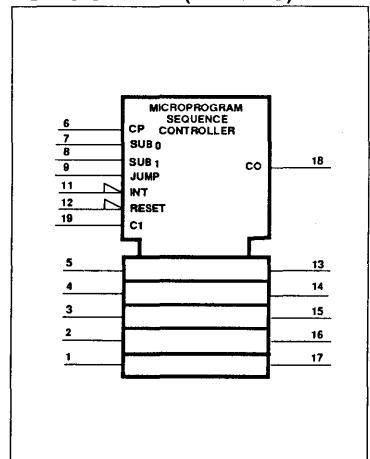 MICROPROGRAM
SEQUENCE
CONTROLLER
6 CP
7 SUB 0
8 SUB 1
9 JUMP
11 INT
12 RESET
19 C1
CO 18
5 13
4 14
3 15
2 16
1 17